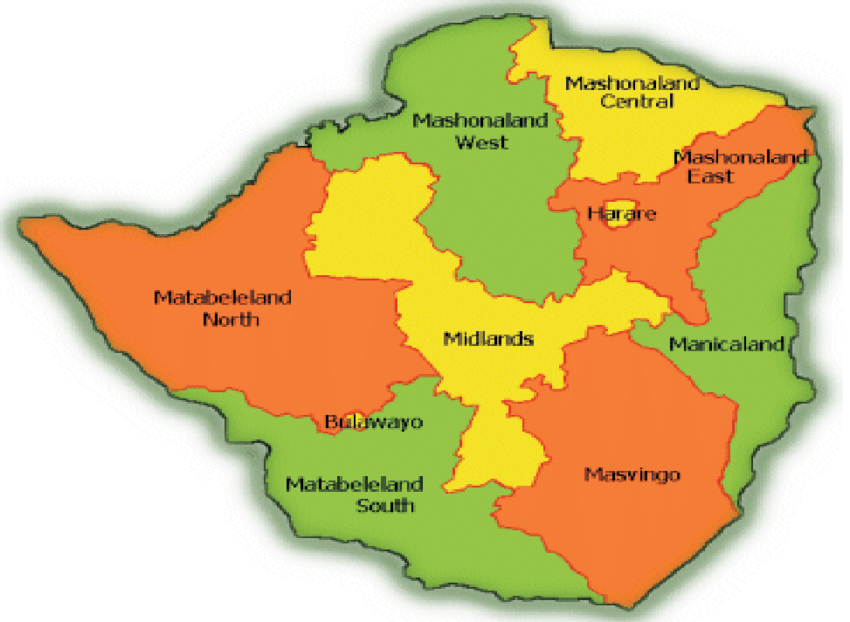 Mashonaland
Central
Mashonaland
West
Mashonaland
East
Harare
Matabeleland
North
Midlands
Manicaland
Bulawayo
Masvingo
Matabeleland
South